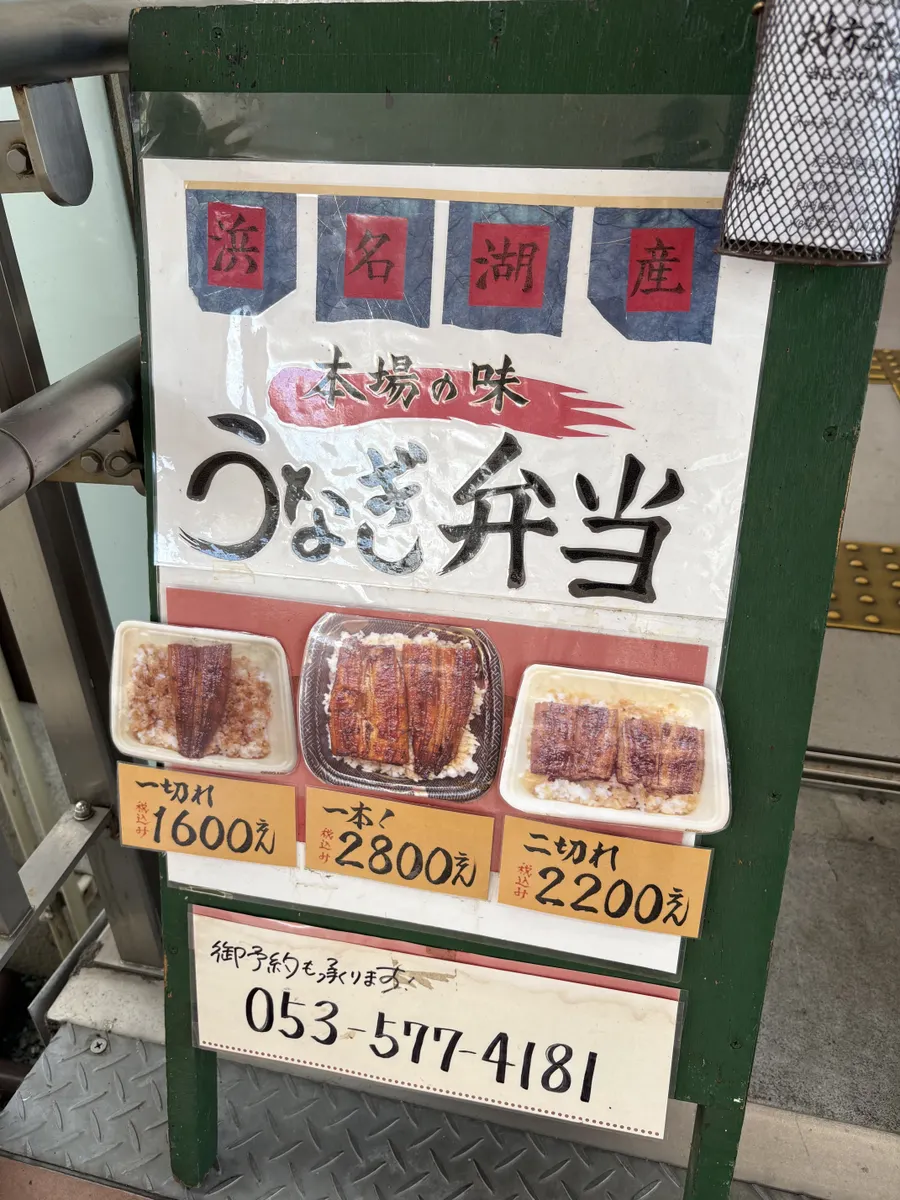 浜名湖産
本場の味
うなぎ弁当
一切れ
税込み
1600えん
一本!
税込み
2800えん
二切れ
税込み
2200えん
御予約も承ります。
053-577-4181